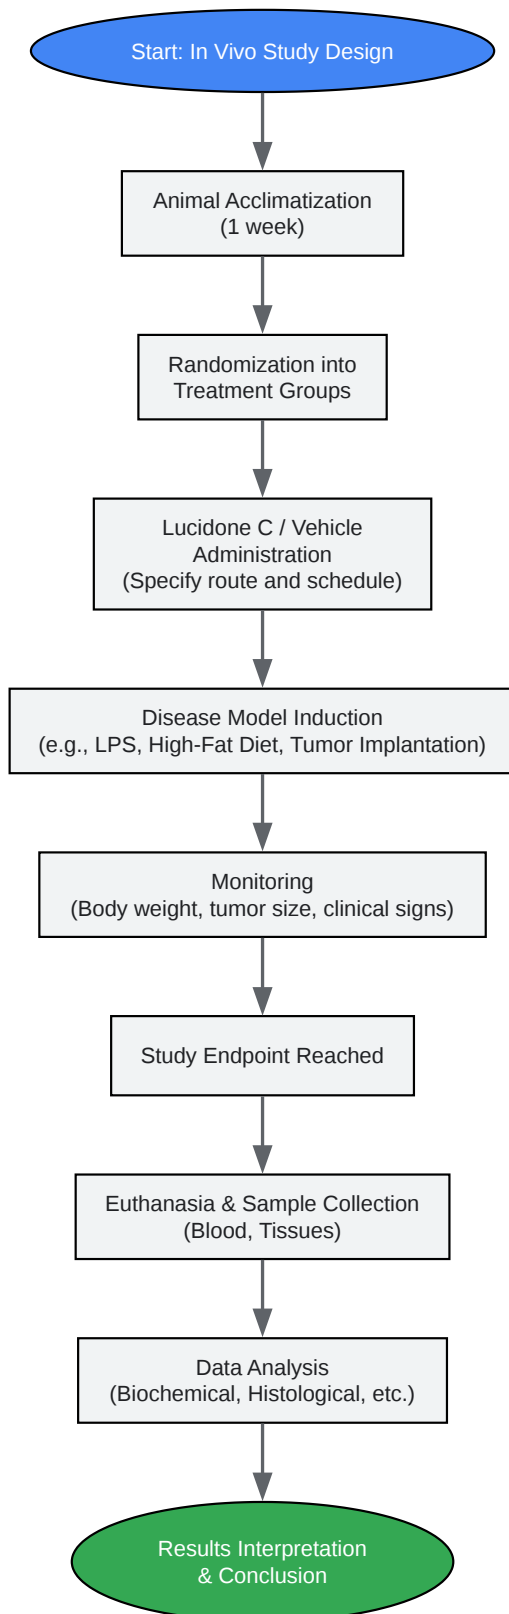 Start: In Vivo Study Design
Animal Acclimatization
(1 week)
Randomization into
Treatment Groups
Lucidone C / Vehicle
Administration
(Specify route and schedule)
Disease Model Induction
(e.g., LPS, High-Fat Diet, Tumor Implantation)
Monitoring
(Body weight, tumor size, clinical signs)
Study Endpoint Reached
Euthanasia & Sample Collection
(Blood, Tissues)
Data Analysis
(Biochemical, Histological, etc.)
Results Interpretation
& Conclusion